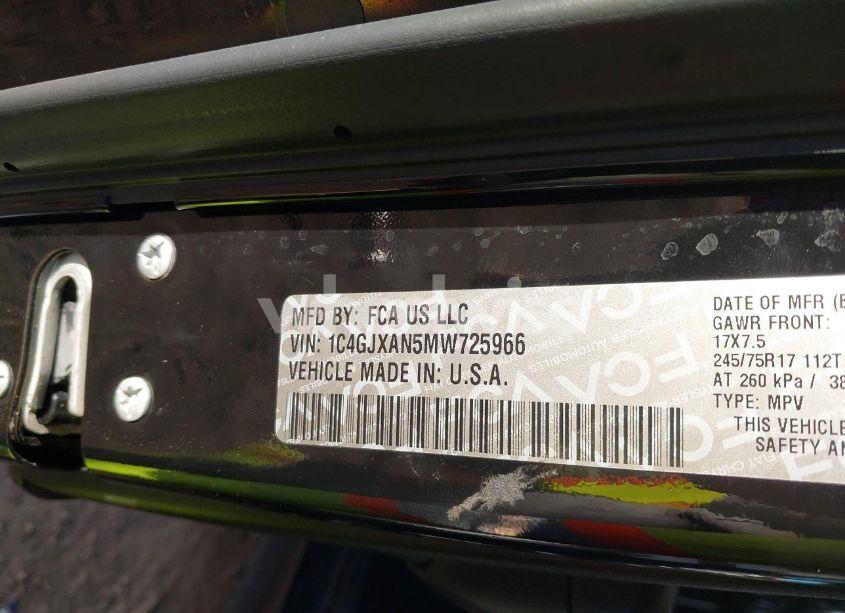 MFD BY: FCA US LLC
VIN: 1C4GJXAN5MW725966
VEHICLE MADE IN: U.S.A.
DATE OF MFR
GAWR FRONT:
17X7.5
245/75R17 112T
AT 260 kPa / 38
TYPE: MPV
THIS VEHICLE
SAFETY